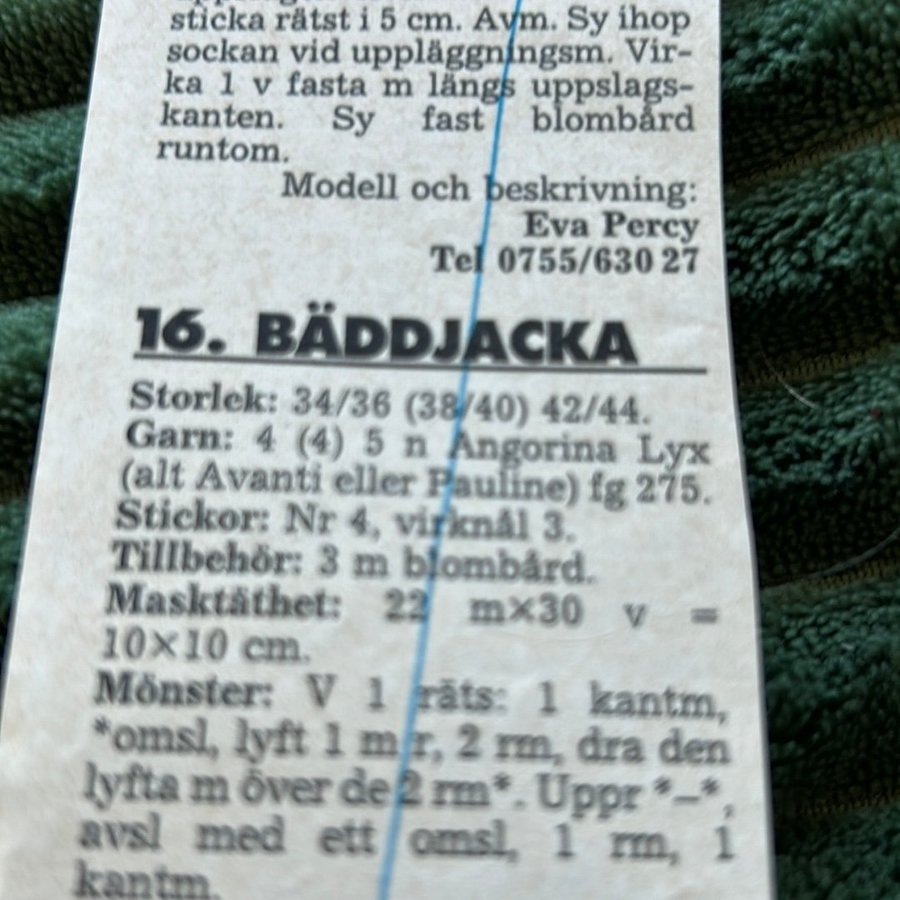 sticka rätst i 5 cm. Avm. Sy ihop
sockan vid uppläggningsm. Vir-
ka 1 v fasta m längs uppslags-
kanten. Sy fast blombård
runtom.
Modell och beskrivning:
Eva Percy
Tel 0755/630 27
16. BÄDDJACKA
Storlek: 34/36 (38/40) 42/44.
Garn: 4 (4) 5 n Angorina Lyx
(alt Avanti eller Pauline) fg 275.
Stickor: Nr 4, virknål 3.
Tillbehör: 3 m blombård.
Masktäthet: 22 m×30 v =
10×10 cm.
Mönster: V 1 räts: 1 kantm,
*omsl, lyft 1 m r, 2 rm, dra den
lyfta m över de 2 rm*. Uppr *–*,
avsl med ett omsl, 1 rm, 1
kantm.